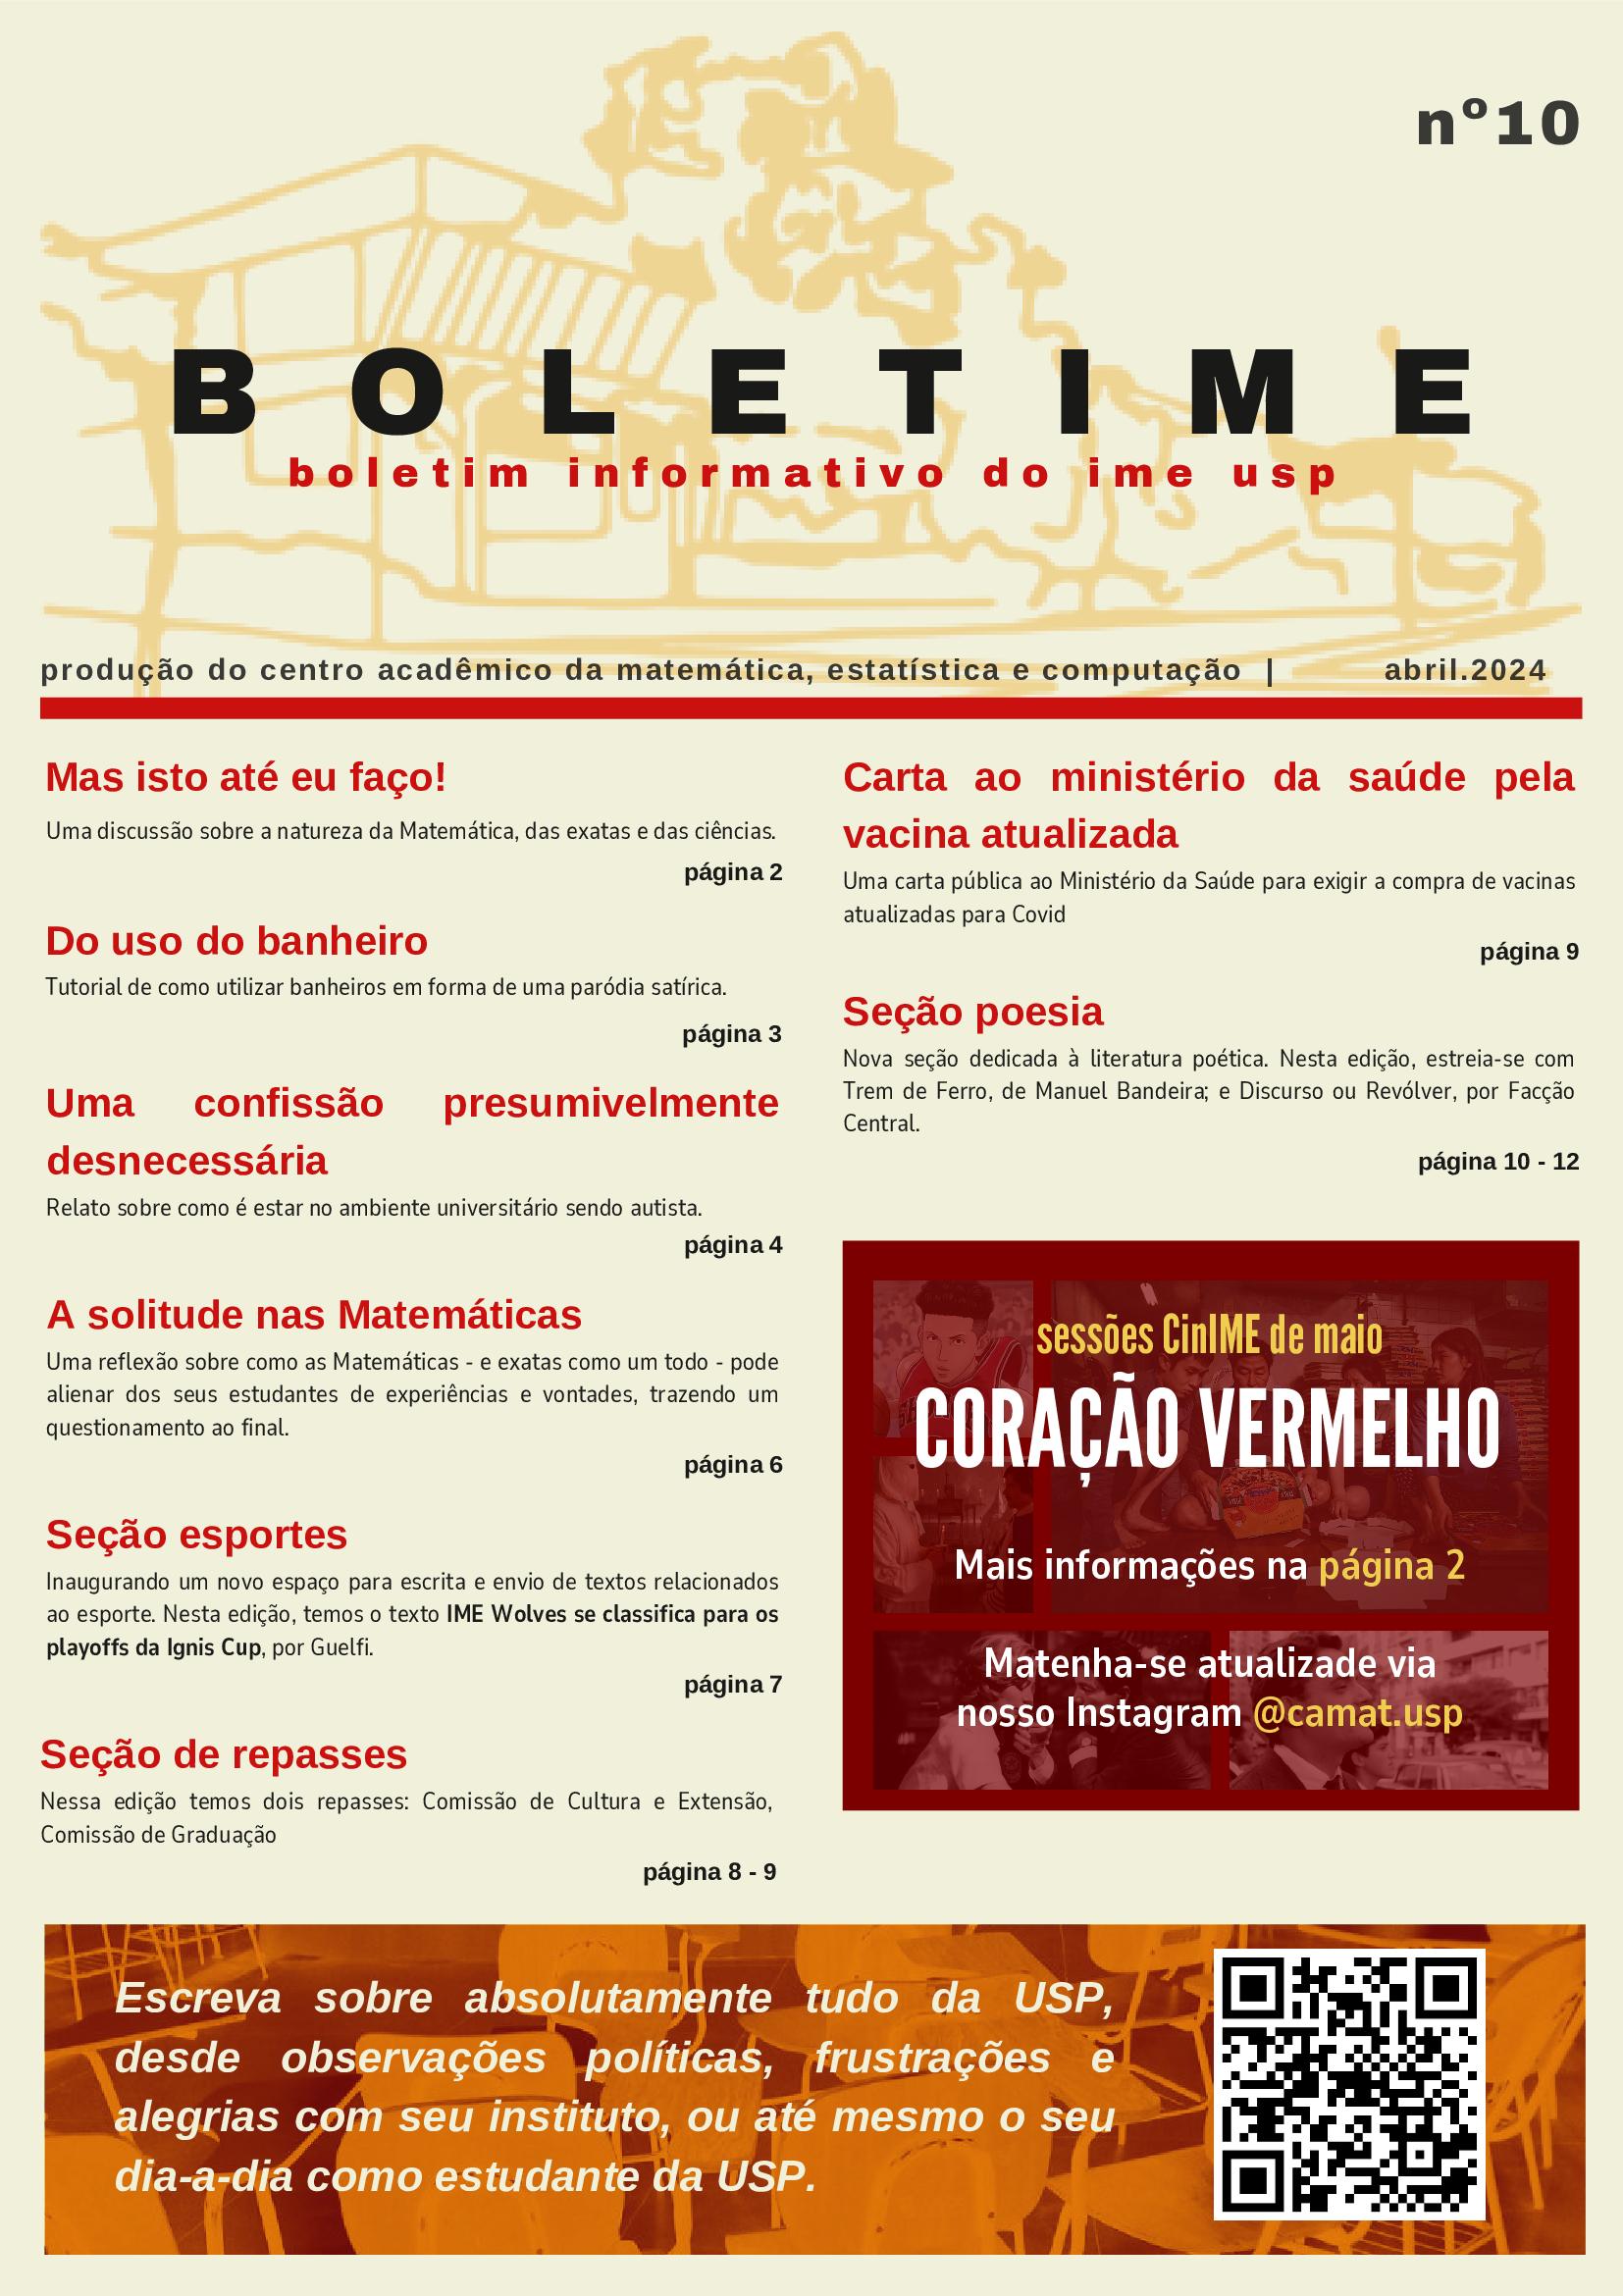 nº10
BOLETIME
boletim informativo do ime usp
produção do centro acadêmico da matemática, estatística e computação | abril.2024
Mas isto até eu faço!
Uma discussão sobre a natureza da Matemática, das exatas e das ciências.
página 2
Do uso do banheiro
Tutorial de como utilizar banheiros em forma de uma paródia satírica.
página 3
Uma confissão presumivelmente
desnecessária
Relato sobre como é estar no ambiente universitário sendo autista.
página 4
A solitude nas Matemáticas
Uma reflexão sobre como as Matemáticas - e exatas como um todo - pode
alienar dos seus estudantes de experiências e vontades, trazendo um
questionamento ao final.
página 6
Seção esportes
Inaugurando um novo espaço para escrita e envio de textos relacionados
ao esporte. Nesta edição, temos o texto IME Wolves se classifica para os
playoffs da Ignis Cup, por Guelfi.
página 7
Seção de repasses
Nessa edição temos dois repasses: Comissão de Cultura e Extensão,
Comissão de Graduação
página 8 - 9
Carta ao ministério da saúde pela
vacina atualizada
Uma carta pública ao Ministério da Saúde para exigir a compra de vacinas
atualizadas para Covid
página 9
Seção poesia
Nova seção dedicada à literatura poética. Nesta edição, estreia-se com
Trem de Ferro, de Manuel Bandeira; e Discurso ou Revólver, por Facção
Central.
página 10 - 12
sessões CinIME de maio
CORAÇÃO VERMELHO
Mais informações na página 2
Matenha-se atualizade via
nosso Instagram @camat.usp
Escreva sobre absolutamente tudo da USP,
desde observações políticas, frustrações e
alegrias com seu instituto, ou até mesmo o seu
dia-a-dia como estudante da USP.